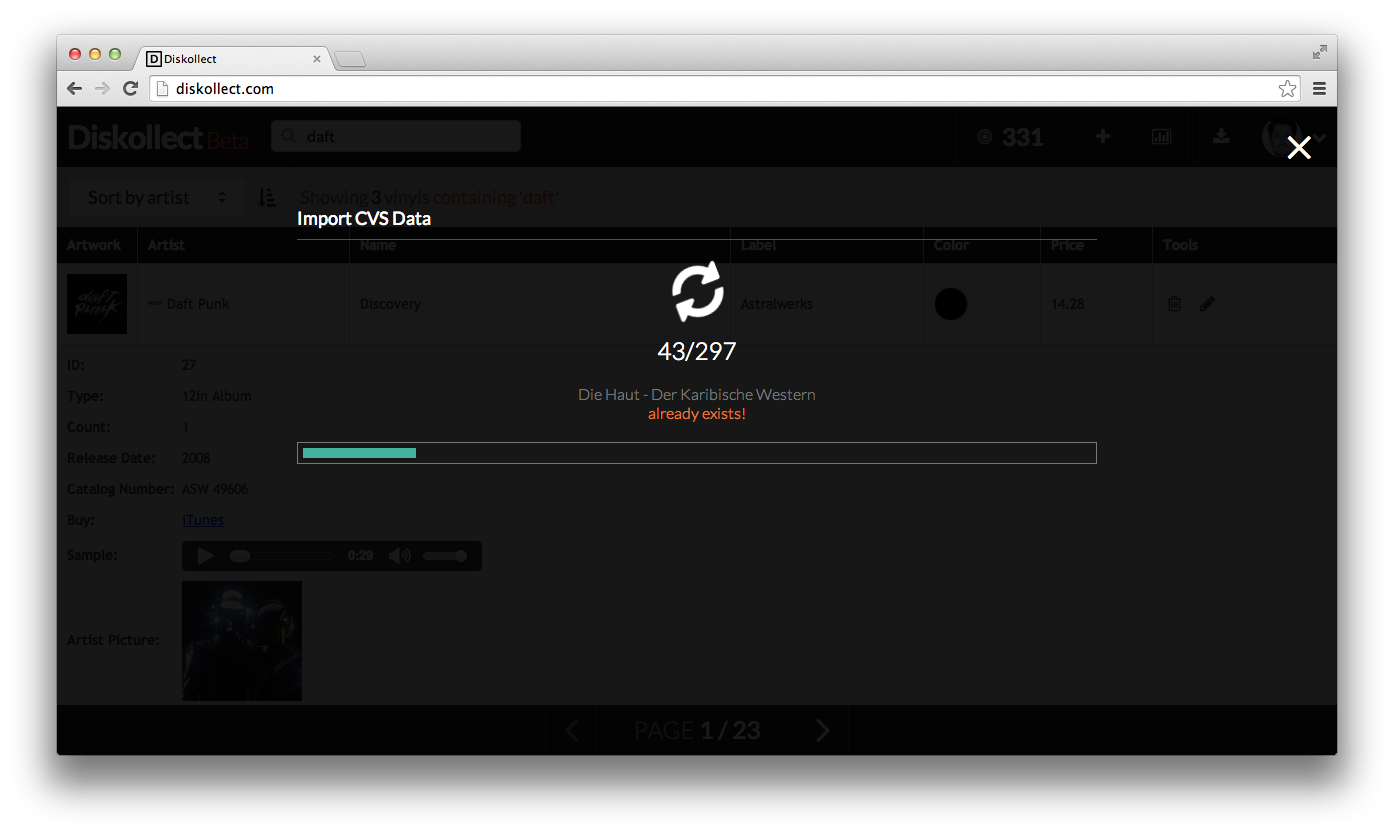 Diskollect
diskollect.com
Diskollect Beta
daft
331
Sort by artist
Showing 3 vinyls containing 'daft'
Import CVS Data
Artwork Artist Name Label Color Price Tools
daft punk
Daft Punk Discovery Astralwerks 14.28
43/297
ID: 27
Type: 12in Album
Die Haut - Der Karibische Western
already exists!
Count: 1
Release Date: 2008
Catalog Number: ASW 49606
Buy: iTunes
Sample: 0:29
Artist Picture:
PAGE 1 / 23